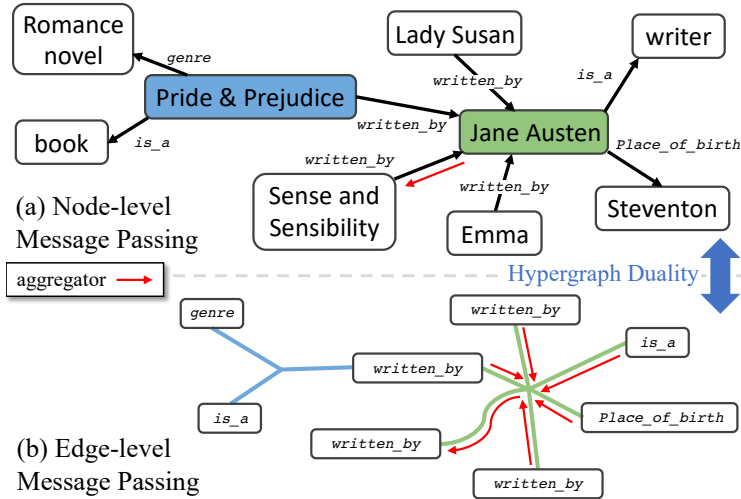 Romance
novel
genre
Pride & Prejudice
book
is_a
Lady Susan
written_by
writer
is_a
written_by
Jane Austen
Place_of_birth
written_by
Sense and
Sensibility
written_by
Emma
Steventon
(a) Node-level
Message Passing
aggregator
Hypergraph Duality
genre
written_by
is_a
written_by
is_a
Place_of_birth
written_by
written_by
(b) Edge-level
Message Passing